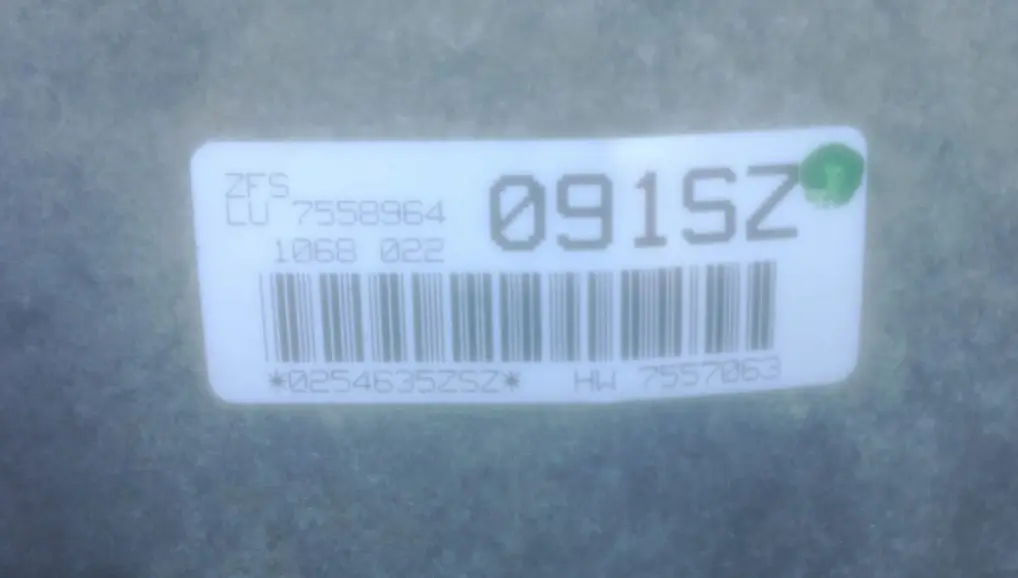 ZFS
LU 7558964
1068 022
091SZ
*0254635ZSZ* HW 7557063